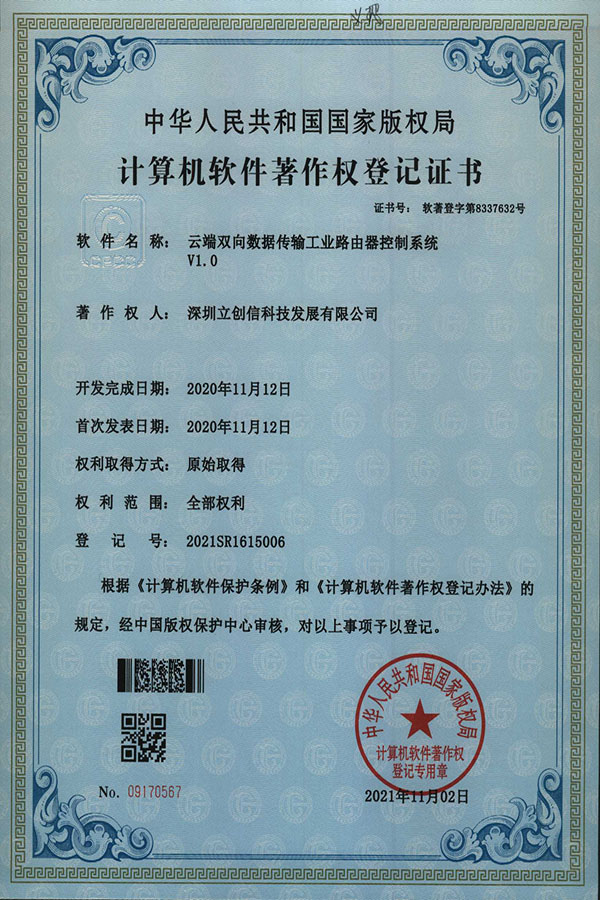 中华人民共和国国家版权局
计算机软件著作权登记证书
证书号： 软著登字第8337632号
软件名称： 云端双向数据传输工业路由器控制系统
V1.0
著作权人： 深圳立创信科技发展有限公司
开发完成日期： 2020年11月12日
首次发表日期： 2020年11月12日
权利取得方式： 原始取得
权利范围： 全部权利
登记号： 2021SR1615006
根据《计算机软件保护条例》和《计算机软件著作权登记办法》的
规定，经中国版权保护中心审核，对以上事项予以登记。
中华人民共和国国家版权局
计算机软件著作权
登记专用章
No. 09170567
2021年11月02日